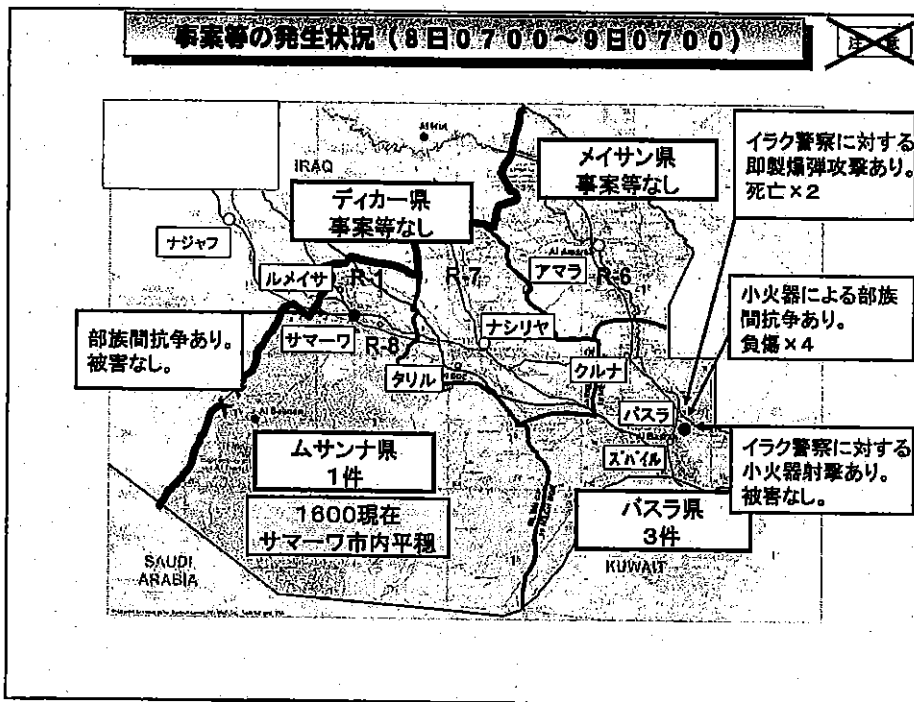 事案等の発生状況(8日0700~9日0700)
注意
Al Hilla
IRAQ
メイサン県
事案等なし
イラク警察に対する
即製爆弾攻撃あり。
死亡×2
ディカー県
事案等なし
ナジャフ
ルメイサ
R-1
R-7
アマラ
R-6
小火器による部族
間抗争あり。
負傷×4
部族間抗争あり。
被害なし。
サマーワ
R-8
ナシリヤ
タリル
クルナ
バスラ
ズバイル
イラク警察に対する
小火器射撃あり。
被害なし。
ムサンナ県
1件
1600現在
サマーワ市内平穏
バスラ県
3件
SAUDI
ARABIA
KUWAIT